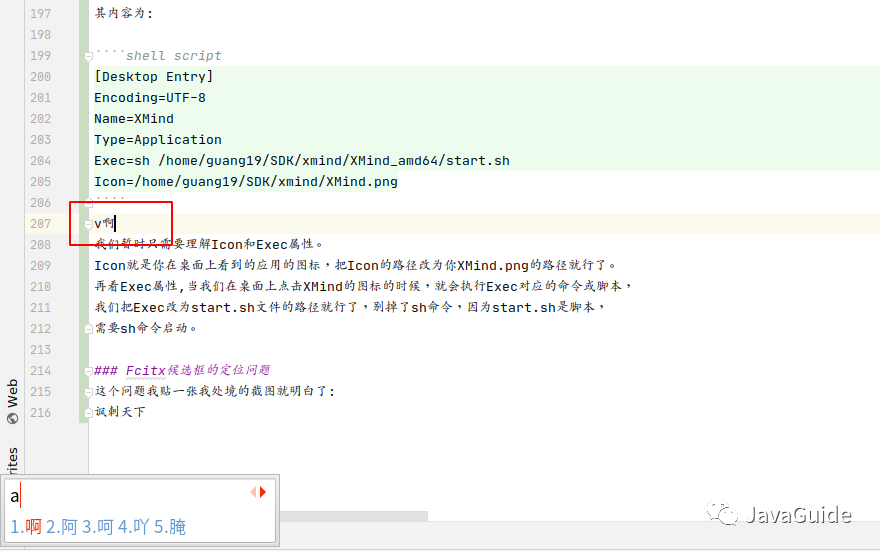 197 其内容为:
198
199 ````shell script
200 [Desktop Entry]
201 Encoding=UTF-8
202 Name=XMind
203 Type=Application
204 Exec=sh /home/guang19/SDK/xmind/XMind_amd64/start.sh
205 Icon=/home/guang19/SDK/xmind/XMind.png
206 ````
207 v啊
208 我们暂时只需要理解Icon和Exec属性。
209 Icon就是你在桌面上看到的应用的图标,把Icon的路径改为你XMind.png的路径就行了。
210 再看Exec属性,当我们在桌面上点击XMind的图标的时候,就会执行Exec对应的命令或脚本,
211 我们把Exec改为start.sh文件的路径就行了,别掉了sh命令,因为start.sh是脚本,
212 需要sh命令启动。
213
214 ### Fcitx候选框的定位问题
215 这个问题我贴一张我处境的截图就明白了:
216 讽刺天下
Web
rites
a
1.啊 2.阿 3.呵 4.吖 5.腌
JavaGuide